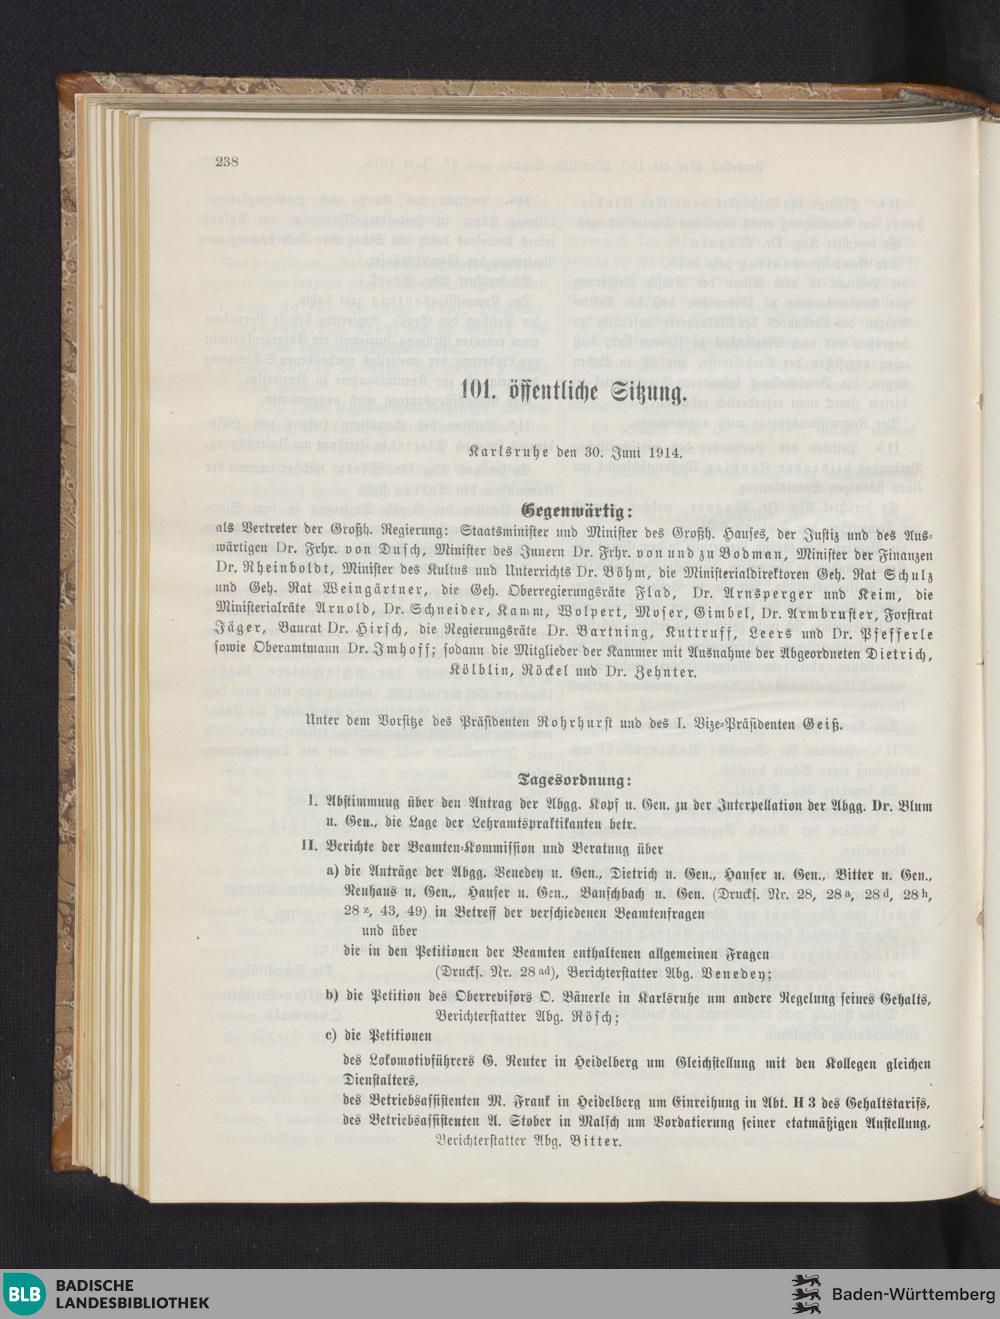 238
101. öffentliche Sitzung.
Karlsruhe den 30. Juni 1914.
Gegenwärtig:
als Vertreter der Großh. Regierung: Staatsminister und Minister des Großh. Hauses, der Justiz und des Aus-
wärtigen Dr. Frhr. von Dusch, Minister des Innern Dr. Frhr. von und zu Bodman, Minister der Finanzen
Dr. Rheinboldt, Minister des Kultus und Unterrichts Dr. Böhm, die Ministerialdirektoren Geh. Rat Schulz
und Geh. Rat Weingärtner, die Geh. Oberregierungsräte Flad, Dr. Arnsperger und Keim, die
Ministerialräte Arnold, Dr. Schneider, Kamm, Wolpert, Moser, Gimbel, Dr. Armbruster, Forstrat
Jäger, Baurat Dr. Hirsch, die Regierungsräte Dr. Bartning, Kuttruff, Leers und Dr. Pfefferle
sowie Oberamtmann Dr. Imhoff; sodann die Mitglieder der Kammer mit Ausnahme der Abgeordneten Dietrich,
Kölblin, Röckel und Dr. Zehnter.
Unter dem Vorsitze des Präsidenten Rohrhurst und des I. Vize-Präsidenten Geiß.
Tagesordnung:
I. Abstimmung über den Antrag der Abgg. Kopf u. Gen. zu der Interpellation der Abgg. Dr. Blum
u. Gen., die Lage der Lehramtspraktikanten betr.
II. Berichte der Beamten-Kommission und Beratung über
a) die Anträge der Abgg. Venedey u. Gen., Dietrich u. Gen., Hauser u. Gen., Bitter u. Gen.,
Neuhaus u. Gen., Hauser u. Gen., Banschbach u. Gen. (Drucks. Nr. 28, 28 a, 28 d, 28 h,
28 z, 43, 49) in Betreff der verschiedenen Beamtenfragen
und über
die in den Petitionen der Beamten enthaltenen allgemeinen Fragen
(Drucks. Nr. 28 ad), Berichterstatter Abg. Venedey;
b) die Petition des Oberrevisors O. Bäuerle in Karlsruhe um andere Regelung seines Gehalts,
Berichterstatter Abg. Rösch;
c) die Petitionen
des Lokomotivführers G. Reuter in Heidelberg um Gleichstellung mit den Kollegen gleichen
Dienstalters,
des Betriebsassistenten M. Frank in Heidelberg um Einreihung in Abt. H 3 des Gehaltstarifs,
des Betriebsassistenten A. Stober in Malsch um Vordatierung seiner etatmäßigen Anstellung,
Berichterstatter Abg. Bitter.
BLB BADISCHE
LANDESBIBLIOTHEK
Baden-Württemberg